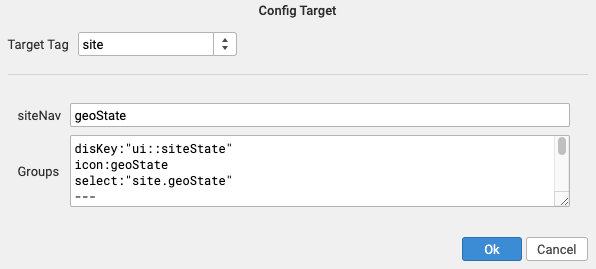 Config Target
Target Tag site
siteNav geoState
Groups
disKey:"ui::siteState"
icon:geoState
select:"site.geoState"
---
Ok Cancel